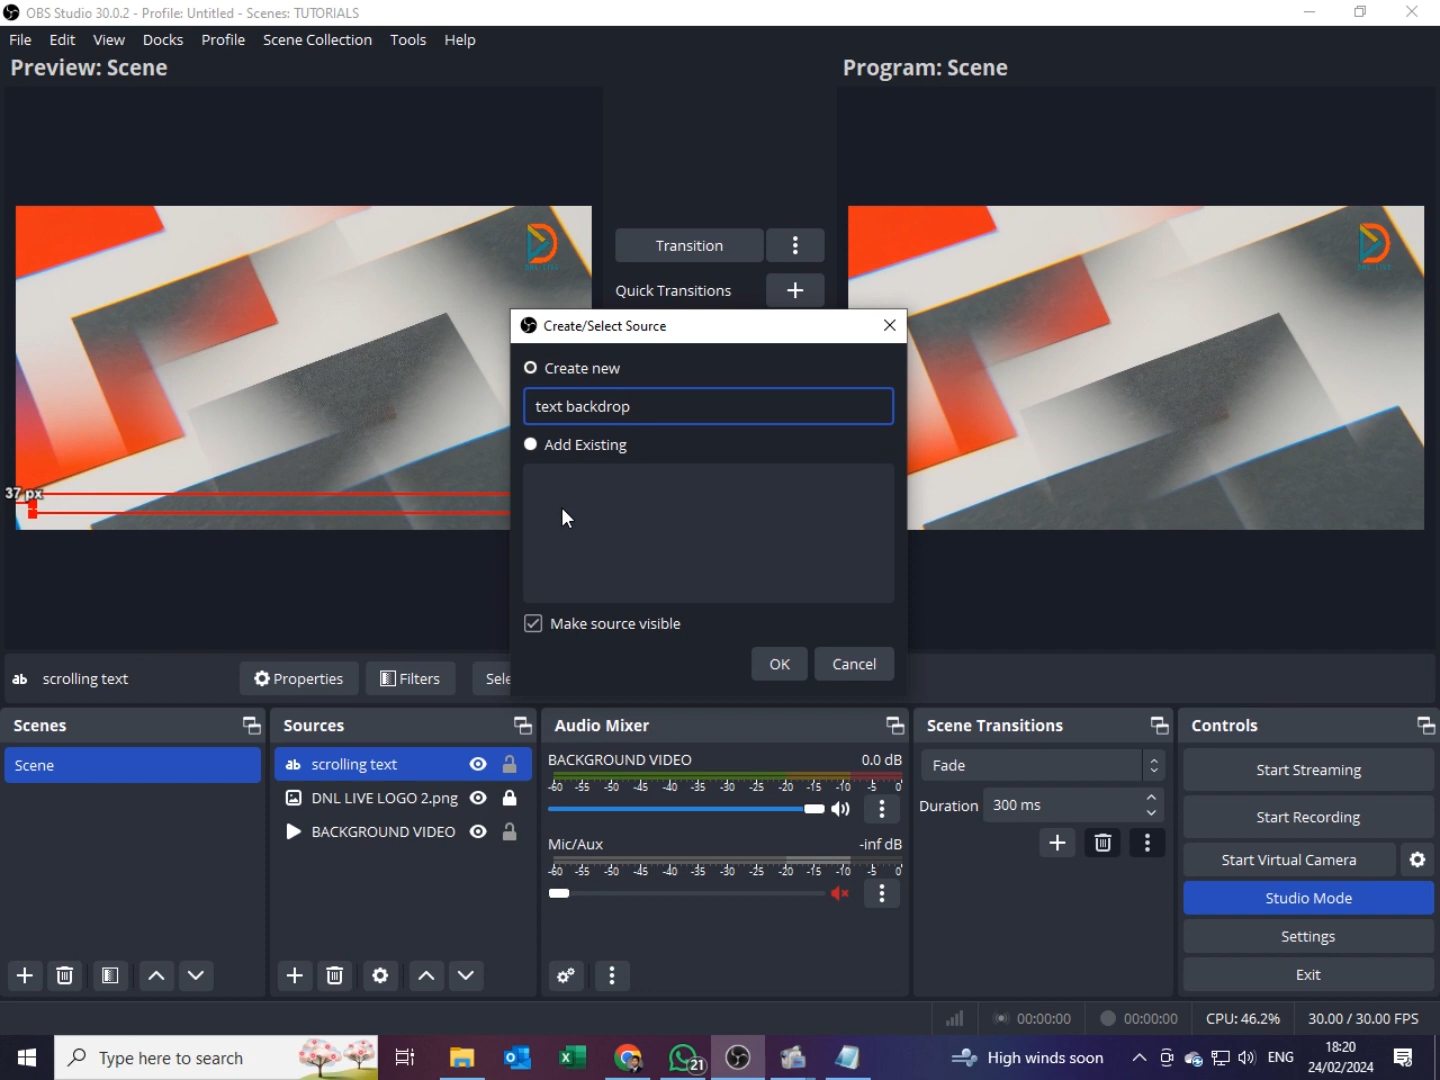 OBS Studio 30.0.2 - Profile: Untitled - Scenes: TUTORIALS
File Edit View Docks Profile Scene Collection Tools Help
Preview: Scene
Program: Scene
Transition
Quick Transitions
Create/Select Source
Create new
text backdrop
Add Existing
37 px
Make source visible
OK Cancel
ab scrolling text Properties Filters Sele
Scenes
Scene
Sources
ab scrolling text
DNL LIVE LOGO 2.png
BACKGROUND VIDEO
Audio Mixer
BACKGROUND VIDEO 0.0 dB
-60 -55 -50 -45 -40 -35 -30 -25 -20 -15 -10 -5 0
Mic/Aux -inf dB
-60 -55 -50 -45 -40 -35 -30 -25 -20 -15 -10 -5 0
Scene Transitions
Fade
Duration 300 ms
Controls
Start Streaming
Start Recording
Start Virtual Camera
Studio Mode
Settings
Exit
00:00:00 00:00:00 CPU: 46.2% 30.00 / 30.00 FPS
Type here to search
21
High winds soon
ENG
18:20
24/02/2024